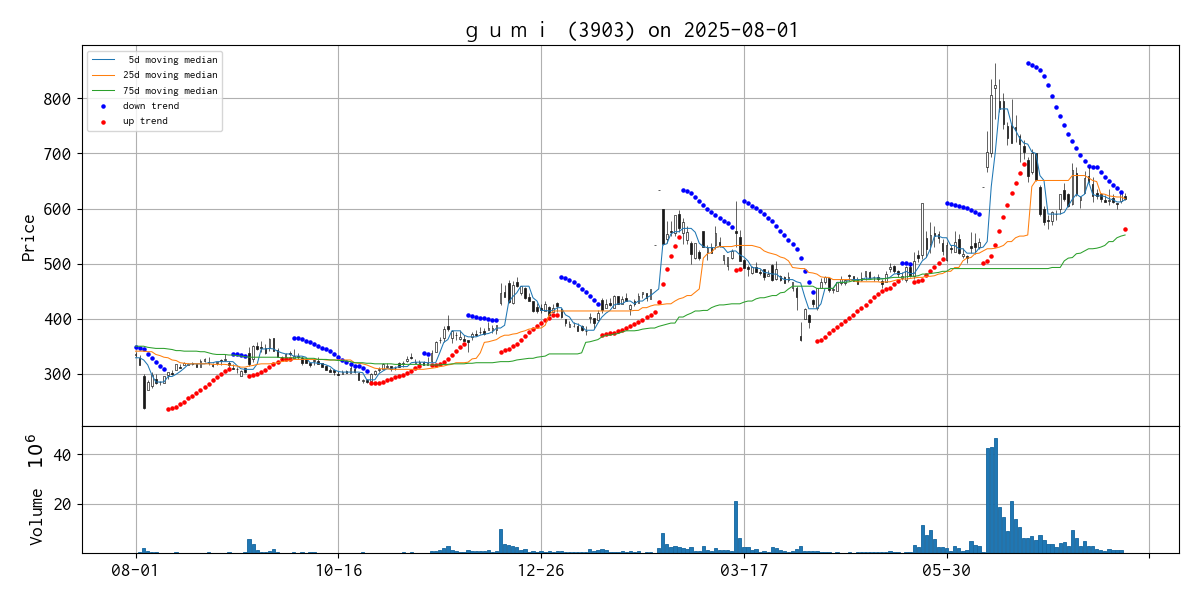 ｇｕｍｉ (3903) on 2025-08-01
5d moving median
25d moving median
75d moving median
down trend
up trend
Price
800
700
600
500
400
300
Volume 10^6
40
20
08-01 10-16 12-26 03-17 05-30